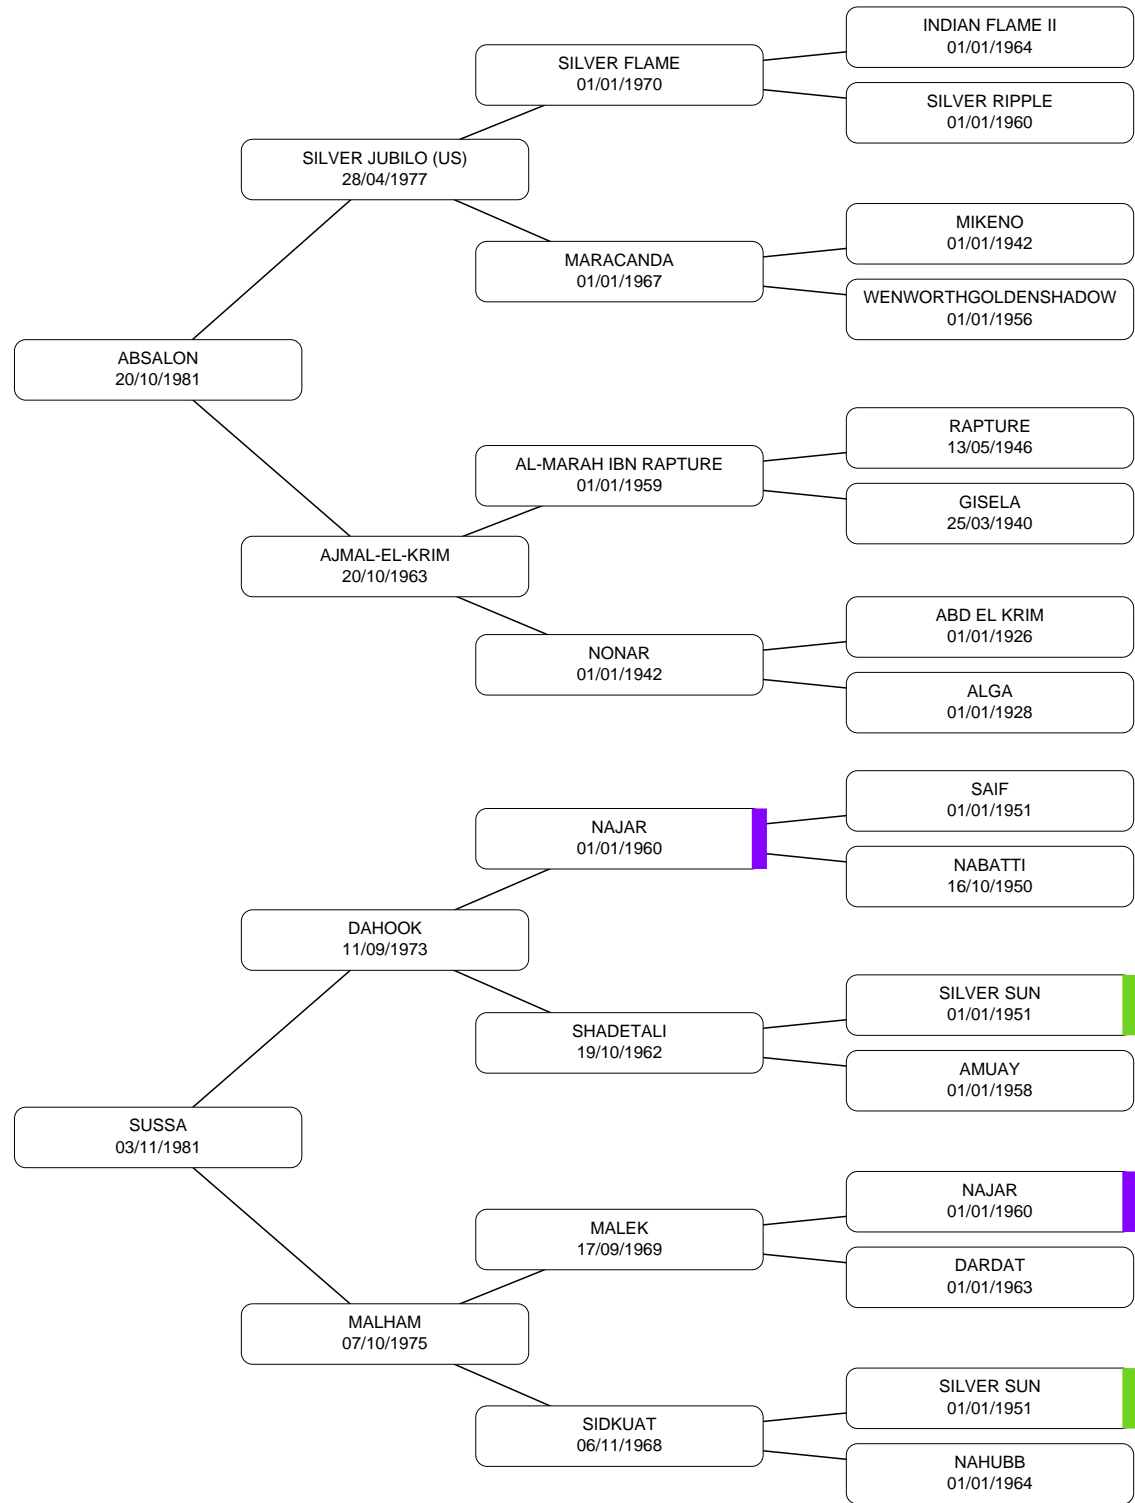 INDIAN FLAME II
01/01/1964
SILVER FLAME
01/01/1970
SILVER RIPPLE
01/01/1960
SILVER JUBILO (US)
28/04/1977
MIKENO
01/01/1942
MARACANDA
01/01/1967
WENWORTHGOLDENSHADOW
01/01/1956
ABSALON
20/10/1981
RAPTURE
13/05/1946
AL-MARAH IBN RAPTURE
01/01/1959
GISELA
25/03/1940
AJMAL-EL-KRIM
20/10/1963
ABD EL KRIM
01/01/1926
NONAR
01/01/1942
ALGA
01/01/1928
SAIF
01/01/1951
NAJAR
01/01/1960
NABATTI
16/10/1950
DAHOOK
11/09/1973
SILVER SUN
01/01/1951
SHADETALI
19/10/1962
AMUAY
01/01/1958
SUSSA
03/11/1981
NAJAR
01/01/1960
MALEK
17/09/1969
DARDAT
01/01/1963
MALHAM
07/10/1975
SILVER SUN
01/01/1951
SIDKUAT
06/11/1968
NAHUBB
01/01/1964